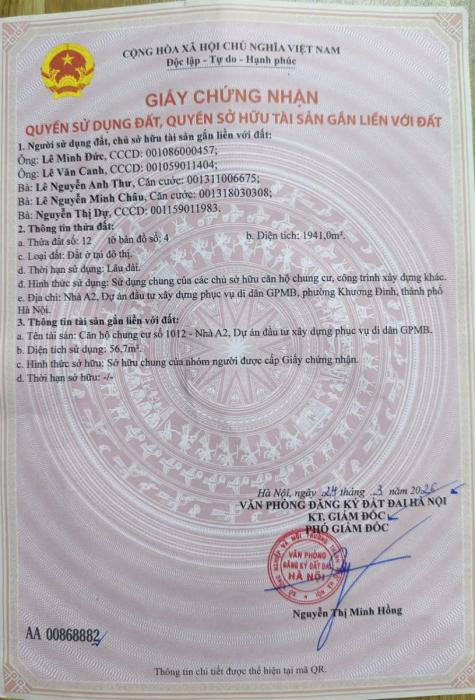 CỘNG HÒA XÃ HỘI CHỦ NGHĨA VIỆT NAM
Độc lập - Tự do - Hạnh phúc
GIẤY CHỨNG NHẬN
QUYỀN SỬ DỤNG ĐẤT, QUYỀN SỞ HỮU TÀI SẢN GẮN LIỀN VỚI ĐẤT
1. Người sử dụng đất, chủ sở hữu tài sản gắn liền với đất:
Ông: Lê Minh Đức, CCCD: 001086000457;
Ông: Lê Văn Canh, CCCD: 001059011404;
Bà: Lê Nguyễn Anh Thư, Căn cước: 001311006675;
Bà: Lê Nguyễn Minh Châu, Căn cước: 001318030308;
Bà: Nguyễn Thị Dự, CCCD: 001159011983.
2. Thông tin thửa đất:
a. Thửa đất số: 12 tờ bản đồ số: 4 b. Diện tích: 1941,0m².
c. Loại đất: Đất ở tại đô thị.
d. Thời hạn sử dụng: Lâu dài.
đ. Hình thức sử dụng: Sử dụng chung của các chủ sở hữu căn hộ chung cư, công trình xây dựng khác.
e. Địa chỉ: Nhà A2, Dự án đầu tư xây dựng phục vụ di dân GPMB, phường Khương Đình, thành phố
Hà Nội.
3. Thông tin tài sản gắn liền với đất:
a. Tên tài sản: Căn hộ chung cư số 1012 - Nhà A2, Dự án đầu tư xây dựng phục vụ di dân GPMB.
b. Diện tích sử dụng: 56,7m².
c. Hình thức sở hữu: Sở hữu chung của nhóm người được cấp Giấy chứng nhận.
d. Thời hạn sở hữu: -/-
Hà Nội, ngày 24 tháng 3 năm 2026
VĂN PHÒNG ĐĂNG KÝ ĐẤT ĐAI HÀ NỘI
KT. GIÁM ĐỐC
PHÓ GIÁM ĐỐC
VĂN PHÒNG
ĐĂNG KÝ ĐẤT ĐAI
HÀ NỘI
Nguyễn Thị Minh Hồng
AA 00868882
Thông tin chi tiết được thể hiện tại mã QR.